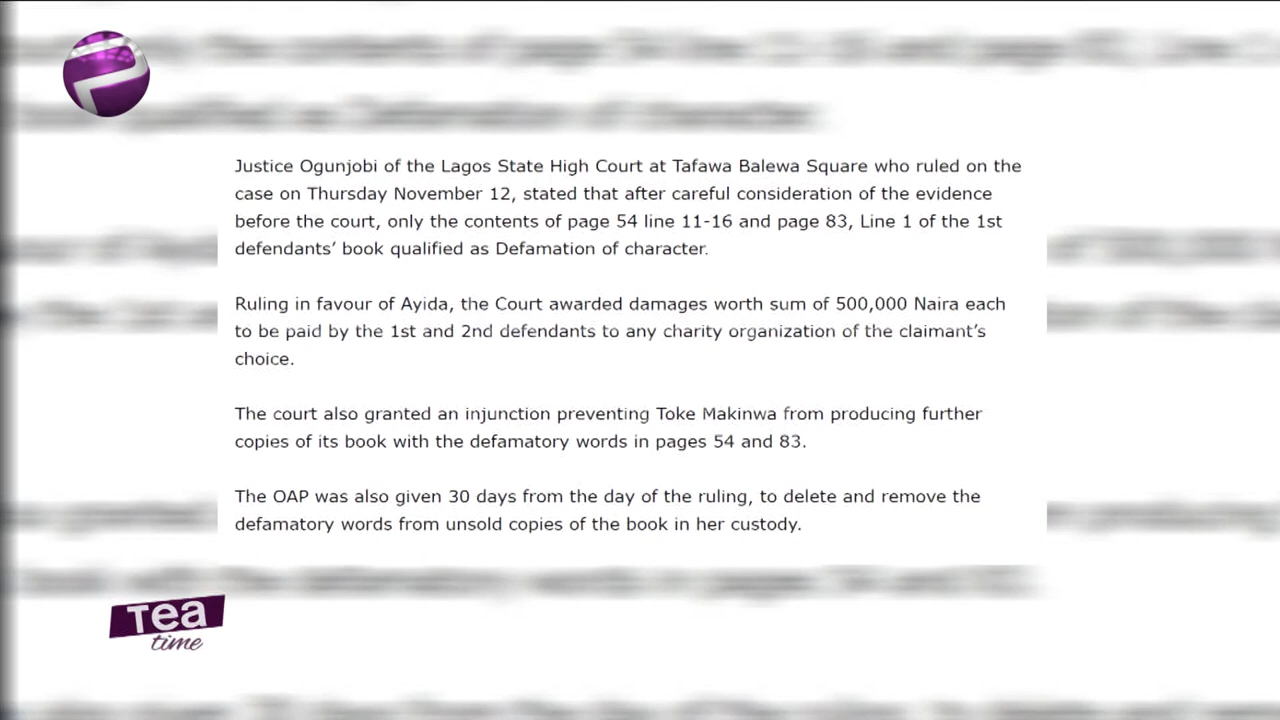 Justice Ogunjobi of the Lagos State High Court at Tafawa Balewa Square who ruled on the
case on Thursday November 12, stated that after careful consideration of the evidence
before the court, only the contents of page 54 line 11-16 and page 83, Line 1 of the 1st
defendants’ book qualified as Defamation of character.
Ruling in favour of Ayida, the Court awarded damages worth sum of 500,000 Naira each
to be paid by the 1st and 2nd defendants to any charity organization of the claimant’s
choice.
The court also granted an injunction preventing Toke Makinwa from producing further
copies of its book with the defamatory words in pages 54 and 83.
The OAP was also given 30 days from the day of the ruling, to delete and remove the
defamatory words from unsold copies of the book in her custody.
Tea
time